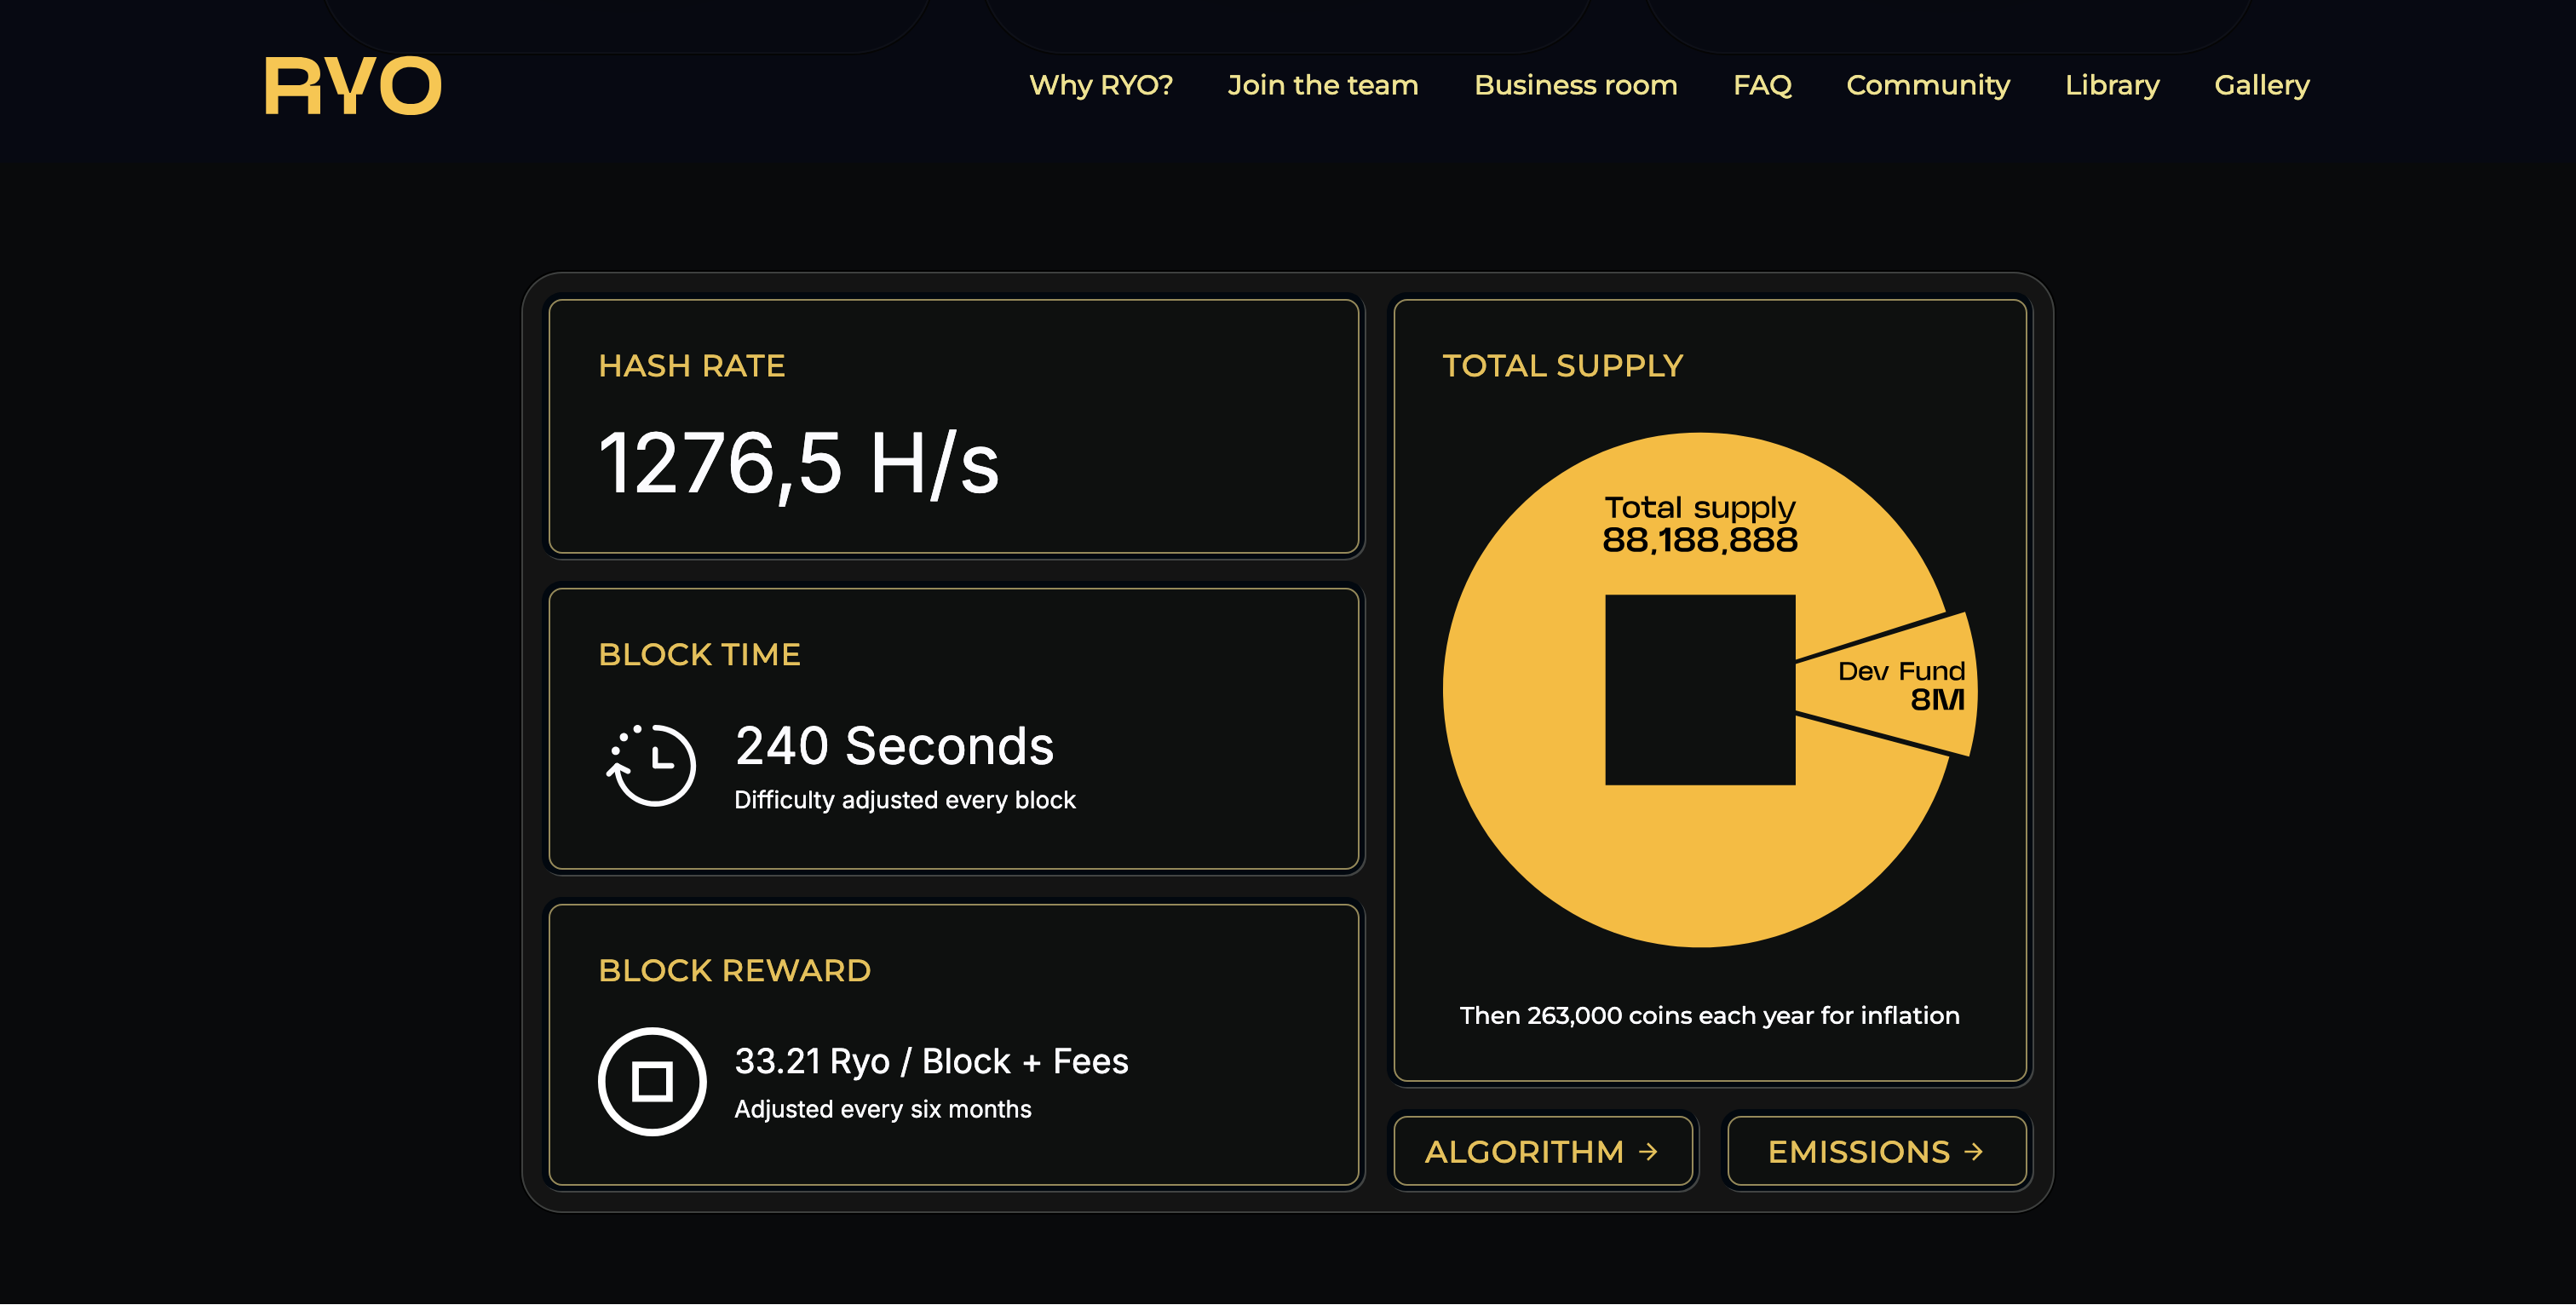 RYO
Why RYO? Join the team Business room FAQ Community Library Gallery
HASH RATE
1276,5 H/s
BLOCK TIME
240 Seconds
Difficulty adjusted every block
BLOCK REWARD
33.21 Ryo / Block + Fees
Adjusted every six months
TOTAL SUPPLY
Total supply
88,188,888
Dev Fund
8M
Then 263,000 coins each year for inflation
ALGORITHM →
EMISSIONS →